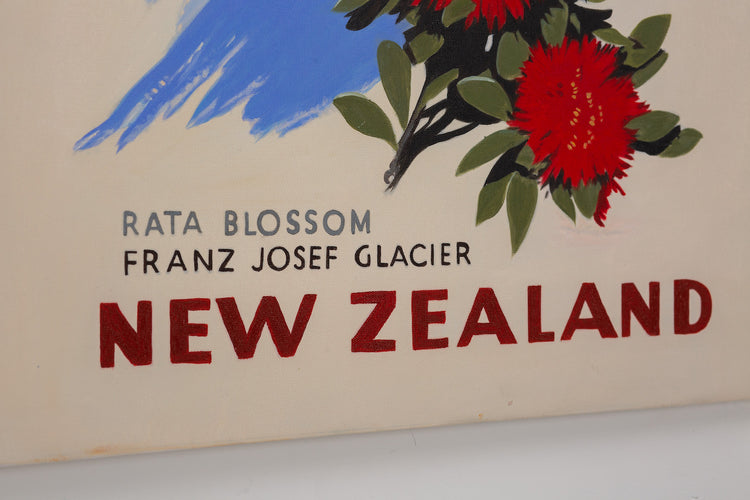 RATA BLOSSOM
FRANZ JOSEF GLACIER
NEW ZEALAND